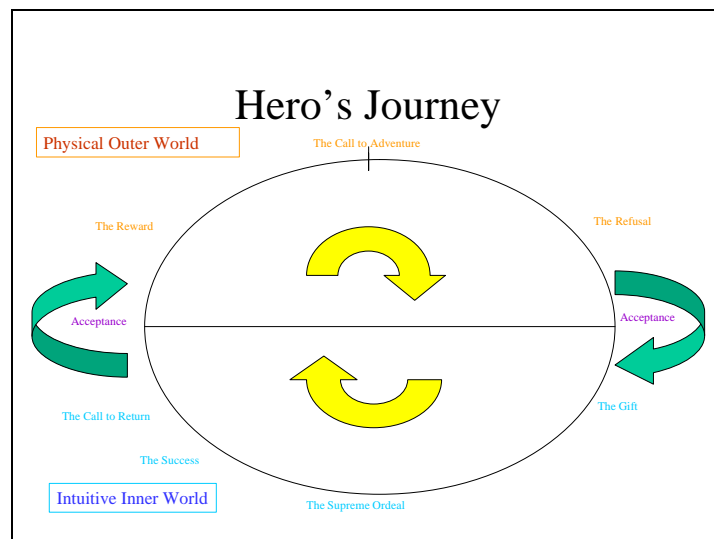 Hero’s Journey
Physical Outer World
The Call to Adventure
The Reward
The Refusal
Acceptance
Acceptance
The Call to Return
The Gift
The Success
Intuitive Inner World
The Supreme Ordeal